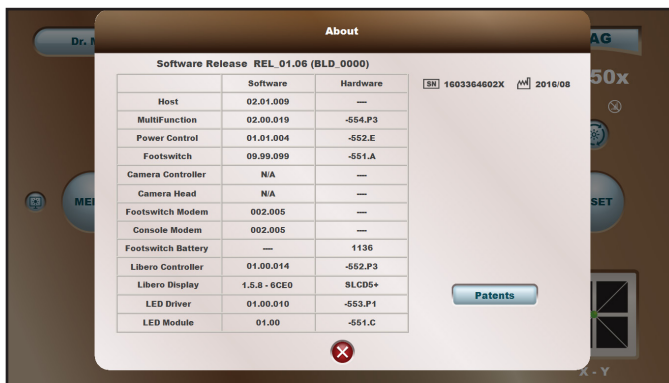 About
Dr.
AG
Software Release REL_01.06 (BLD_0000)
Software Hardware
SN 1603364602X 2016/08
50x
Host 02.01.009 ----
MultiFunction 02.00.019 -554.P3
Power Control 01.01.004 -552.E
Footswitch 09.99.099 -551.A
Camera Controller N/A ----
Camera Head N/A ----
ME
SET
Footswitch Modem 002.005 ----
Console Modem 002.005 ----
Footswitch Battery ---- 1136
Libero Controller 01.00.014 -552.P3
Libero Display 1.5.8 - 6CE0 SLCD5+
Patents
LED Driver 01.00.010 -553.P1
LED Module 01.00 -551.C
X - Y